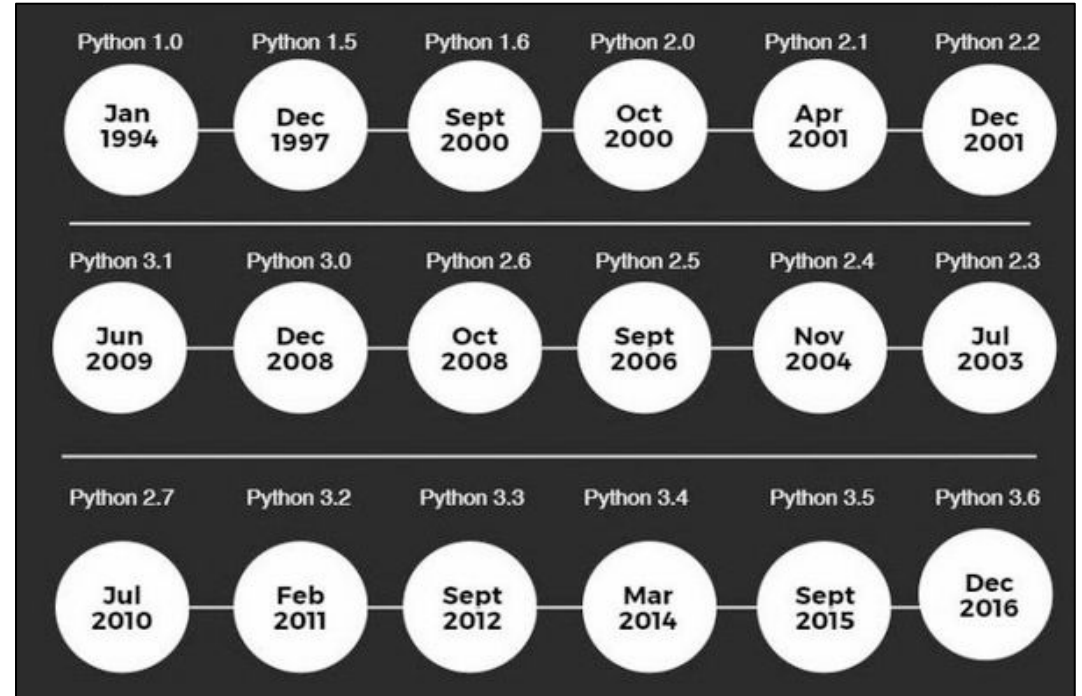 Python 1.0 Python 1.5 Python 1.6 Python 2.0 Python 2.1 Python 2.2
Jan Dec Sept Oct Apr Dec
1994 1997 2000 2000 2001 2001
Python 3.1 Python 3.0 Python 2.6 Python 2.5 Python 2.4 Python 2.3
Jun Dec Oct Sept Nov Jul
2009 2008 2008 2006 2004 2003
Python 2.7 Python 3.2 Python 3.3 Python 3.4 Python 3.5 Python 3.6
Jul Feb Sept Mar Sept Dec
2010 2011 2012 2014 2015 2016